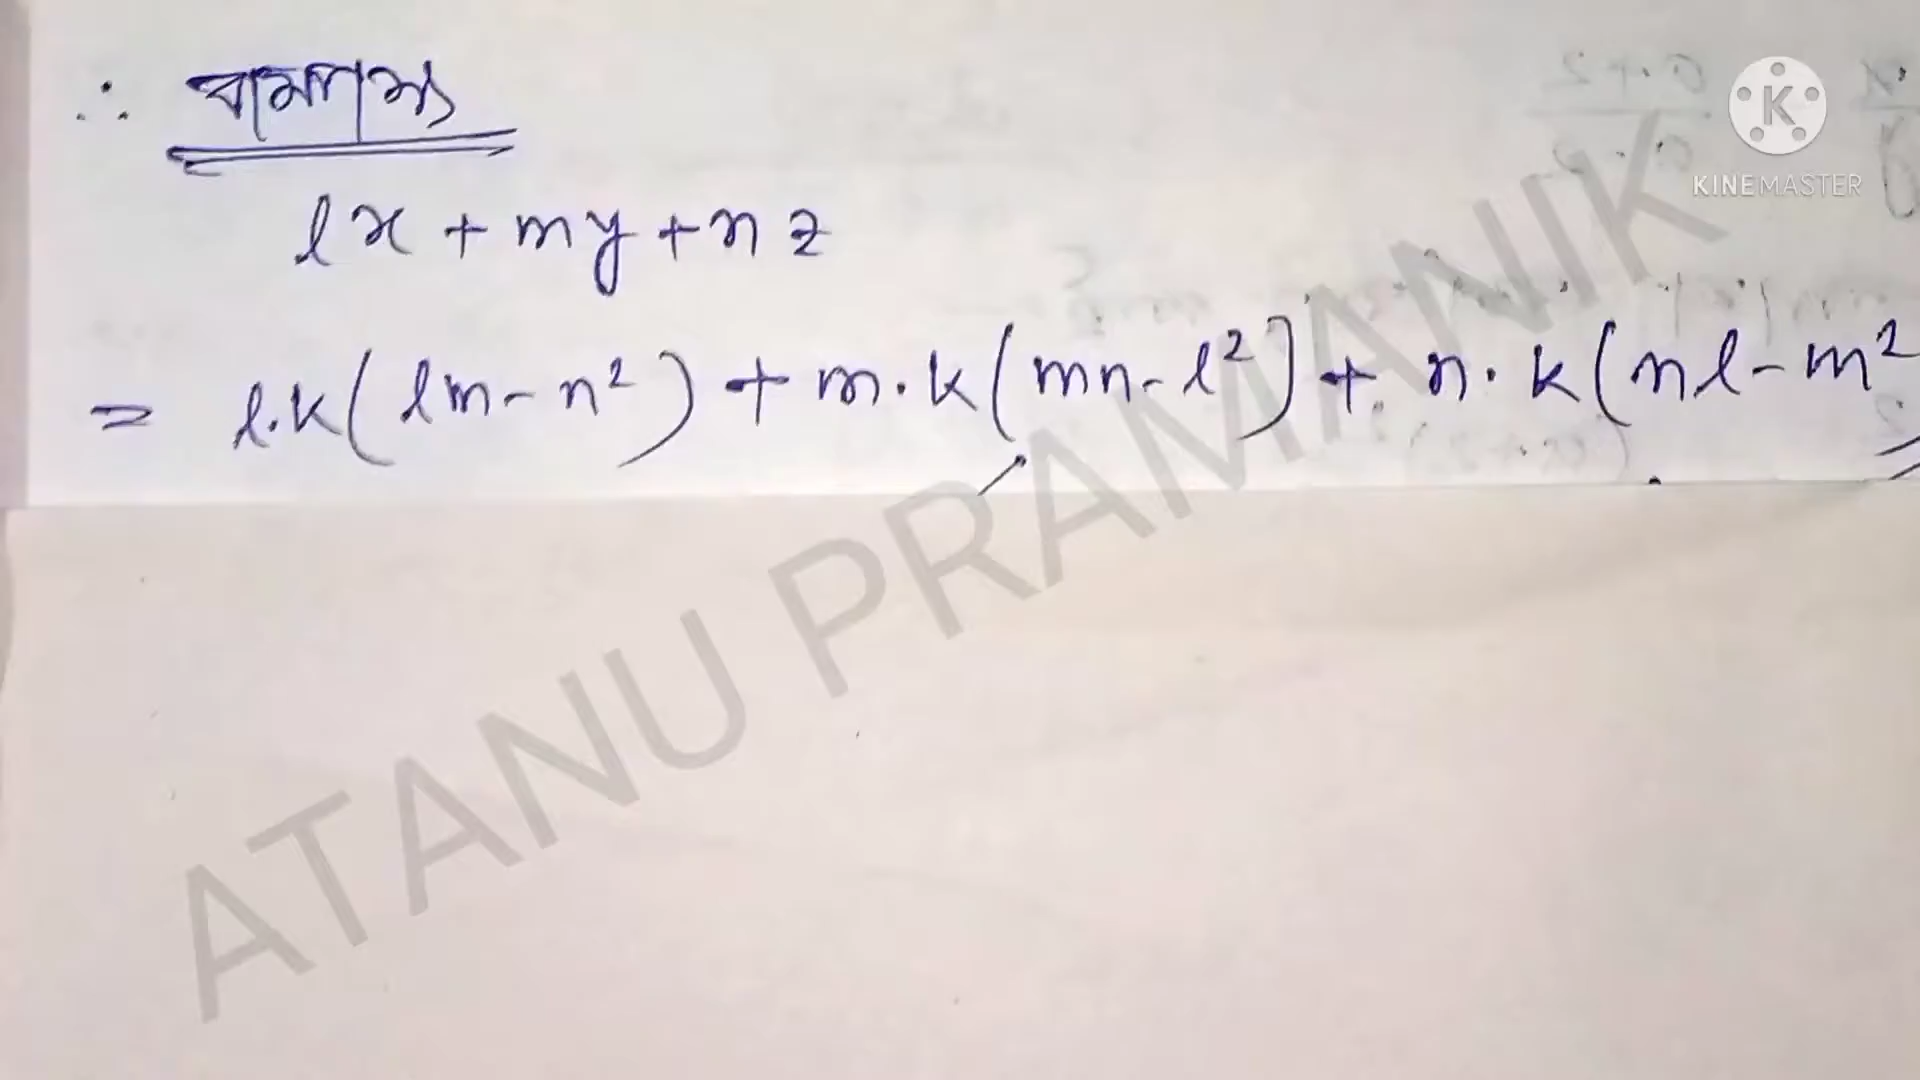 ∴ বামপক্ষ
lx + my + nz
= l.k(lm - n²) + m.k(mn - l²) + n.k(nl - m²
KINEMASTER
ATANU PRAMANIK